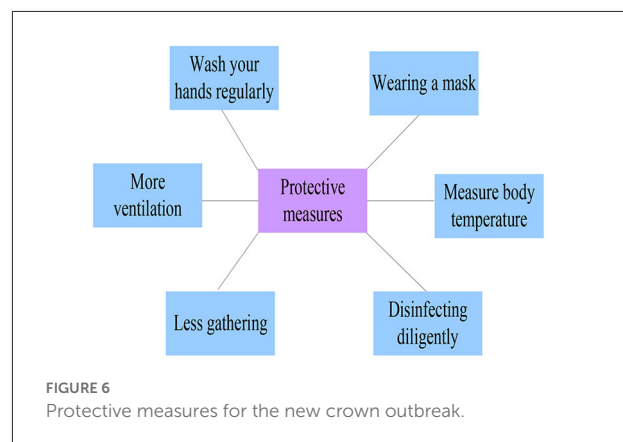 Wash your
hands regularly
Wearing a mask
More
ventilation
Protective
measures
Measure body
temperature
Less gathering
Disinfecting
diligently
FIGURE 6
Protective measures for the new crown outbreak.